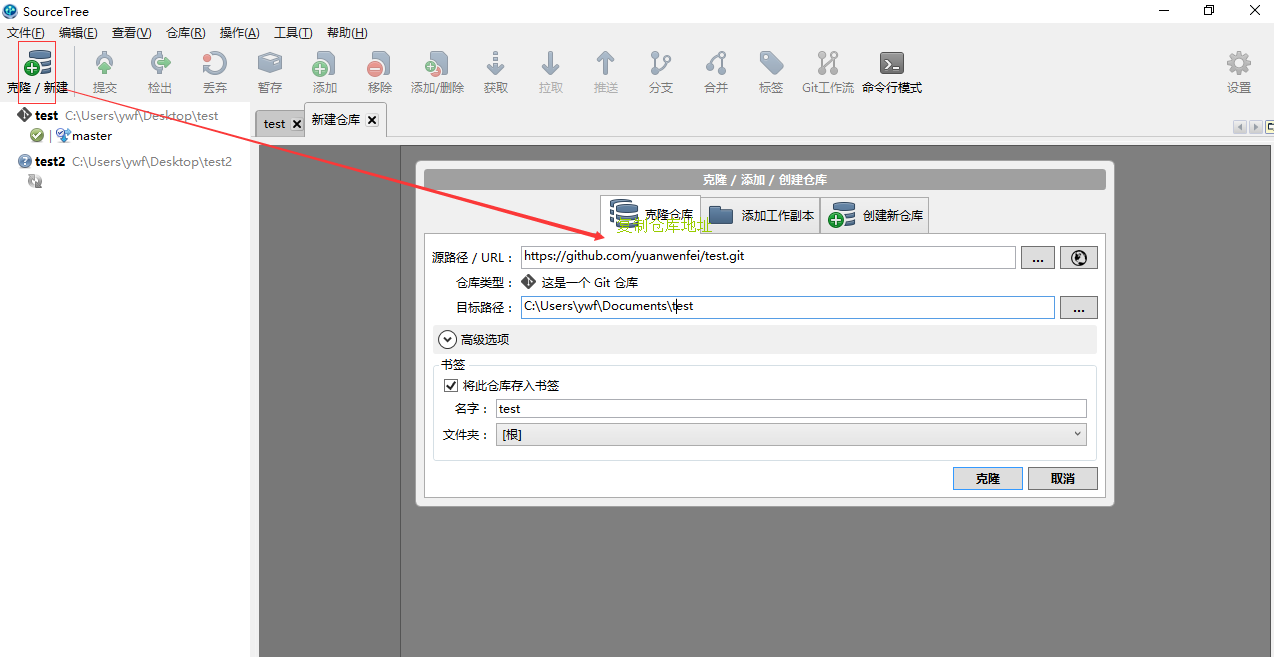 SourceTree
文件(F) 编辑(E) 查看(V) 仓库(R) 操作(A) 工具(T) 帮助(H)
克隆 / 新建 提交 检出 丢弃 暂存 添加 移除 添加/删除 获取 拉取 推送 分支 合并 标签 Git工作流 命令行模式 设置
test C:\Users\ywf\Desktop\test
master
test2 C:\Users\ywf\Desktop\test2
test 新建仓库
克隆 / 添加 / 创建仓库
克隆仓库 添加工作副本 创建新仓库
复制仓库地址
源路径 / URL： https://github.com/yuanwenfei/test.git ...
仓库类型： 这是一个 Git 仓库
目标路径： C:\Users\ywf\Documents\test ...
高级选项
书签
将此仓库存入书签
名字： test
文件夹： [根]
克隆 取消